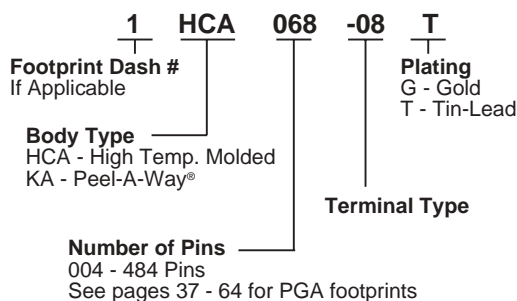 1 HCA 068 -08 T
Footprint Dash #
If Applicable
Plating
G - Gold
T - Tin-Lead
Body Type
HCA - High Temp. Molded
KA - Peel-A-Way®
Terminal Type
Number of Pins
004 - 484 Pins
See pages 37 - 64 for PGA footprints